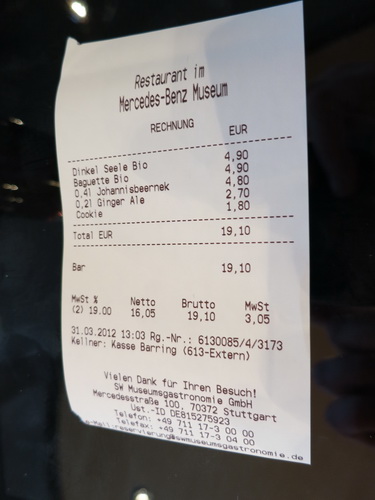 Restaurant im
Mercedes-Benz Museum
RECHNUNG
EUR
Dinkel Seele Bio 4,90
Baguette Bio 4,90
0,4l Johannisbeernek 4,80
0,2l Ginger Ale 2,70
Cookie 1,80
Total EUR 19,10
Bar 19,10
MwSt % Netto Brutto MwSt
(2) 19.00 16,05 19,10 3,05
31.03.2012 13:03 Rg.-Nr.: 6130085/4/3173
Kellner: Kasse Barring (613-Extern)
Vielen Dank für Ihren Besuch!
SW Museumsgastronomie GmbH
Mercedesstraße 100, 70372 Stuttgart
Ust.-ID DE815275923
Telefon: +49 711 17-3 00 00
Telefax: +49 711 17-3 04 00
e-Mail:reservierung@swmuseumsgastronomie.de